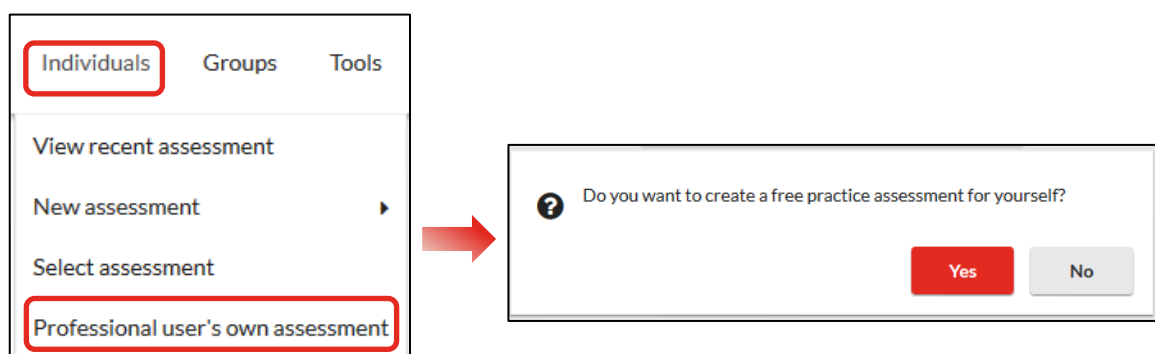 Individuals Groups Tools
View recent assessment
New assessment
Select assessment
Professional user's own assessment
Do you want to create a free practice assessment for yourself?
Yes No